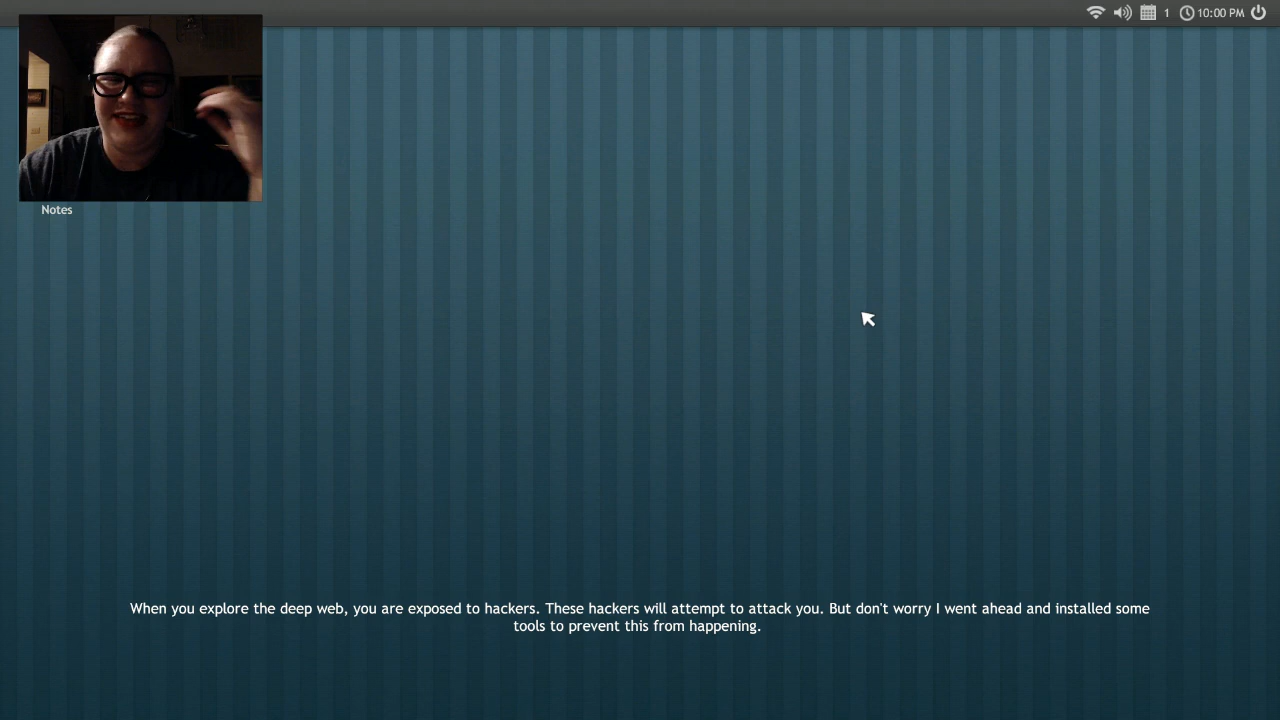 1 10:00 PM
Notes
When you explore the deep web, you are exposed to hackers. These hackers will attempt to attack you. But don't worry I went ahead and installed some
tools to prevent this from happening.